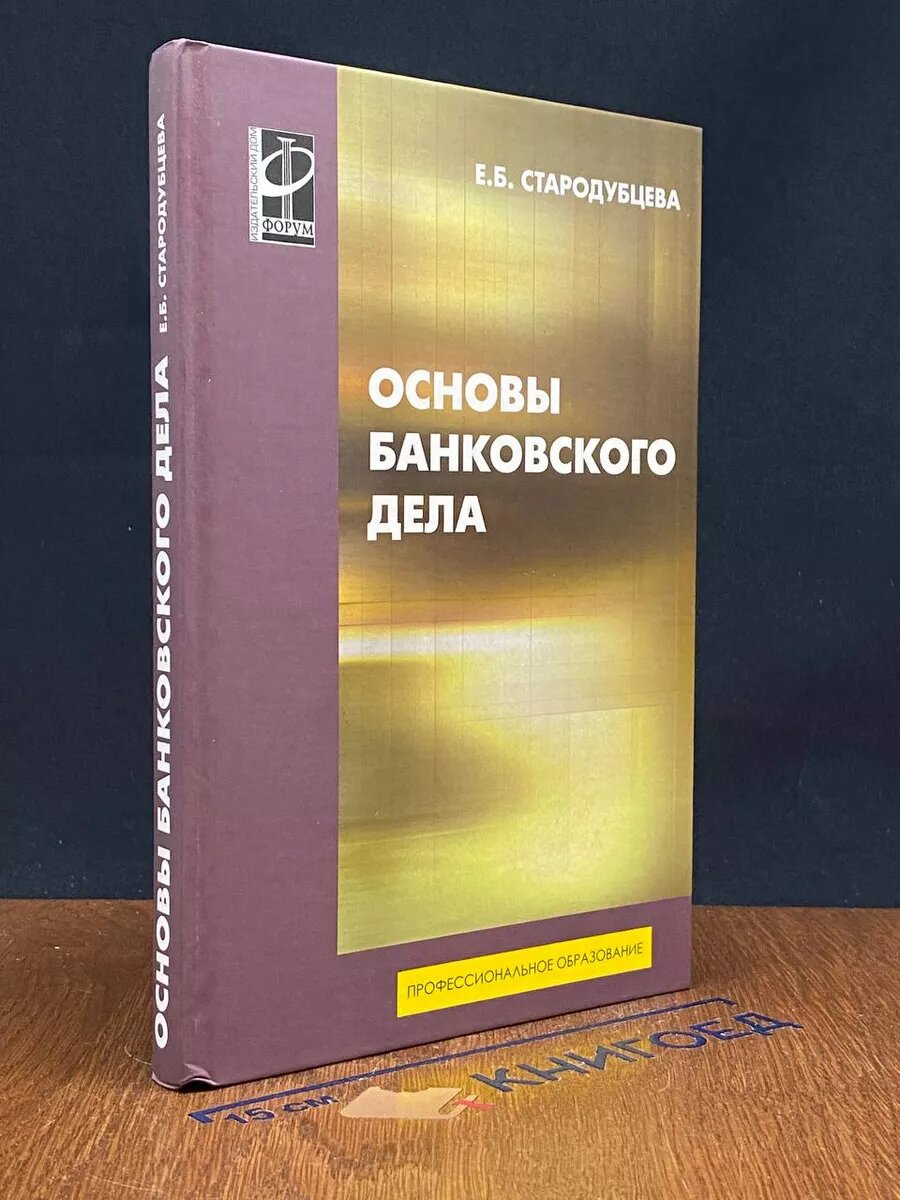 ОСНОВЫ БАНКОВСКОГО ДЕЛА Е.Б. СТАРОДУБЦЕВА
ИЗДАТЕЛЬСКИЙ ДОМ
ФОРУМ
Е.Б. СТАРОДУБЦЕВА
ОСНОВЫ
БАНКОВСКОГО
ДЕЛА
ПРОФЕССИОНАЛЬНОЕ ОБРАЗОВАНИЕ
15 см КНИГОЕД